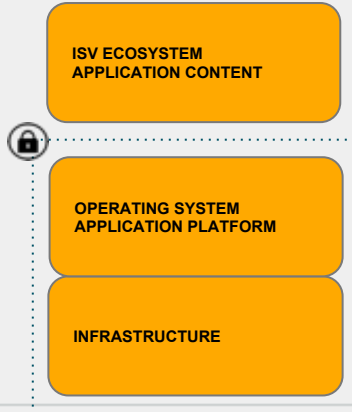 ISV ECOSYSTEM
APPLICATION CONTENT
OPERATING SYSTEM
APPLICATION PLATFORM
INFRASTRUCTURE